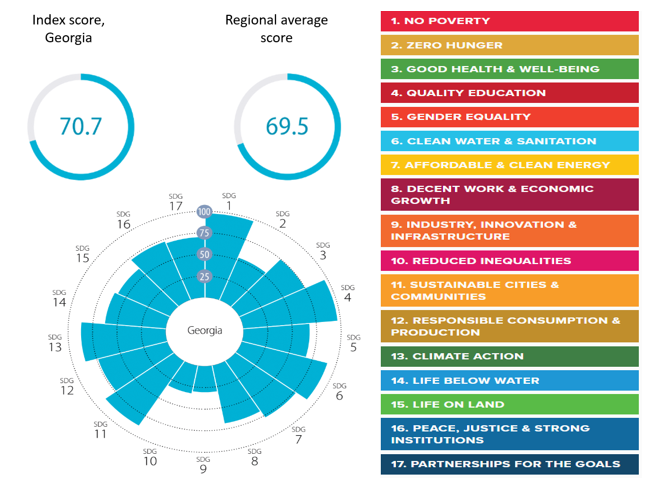 Index score,
Georgia
Regional average
score
70.7
69.5
SDG
1
SDG
2
SDG
3
SDG
4
SDG
5
SDG
6
SDG
7
SDG
8
SDG
9
SDG
10
SDG
11
SDG
12
SDG
13
SDG
14
SDG
15
SDG
16
SDG
17
100
75
50
25
Georgia
1. NO POVERTY
2. ZERO HUNGER
3. GOOD HEALTH & WELL-BEING
4. QUALITY EDUCATION
5. GENDER EQUALITY
6. CLEAN WATER & SANITATION
7. AFFORDABLE & CLEAN ENERGY
8. DECENT WORK & ECONOMIC
GROWTH
9. INDUSTRY, INNOVATION &
INFRASTRUCTURE
10. REDUCED INEQUALITIES
11. SUSTAINABLE CITIES &
COMMUNITIES
12. RESPONSIBLE CONSUMPTION &
PRODUCTION
13. CLIMATE ACTION
14. LIFE BELOW WATER
15. LIFE ON LAND
16. PEACE, JUSTICE & STRONG
INSTITUTIONS
17. PARTNERSHIPS FOR THE GOALS